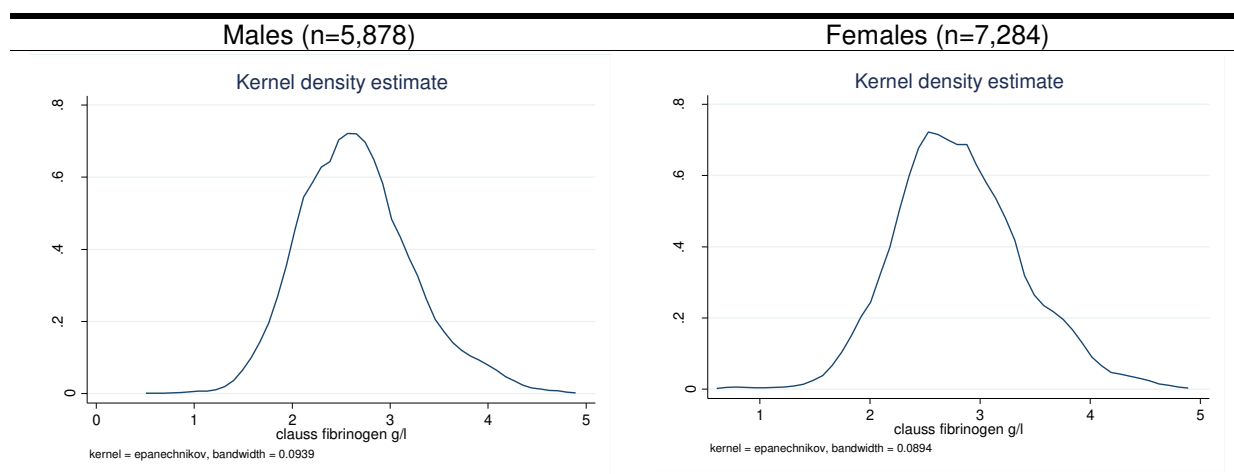 Males (n=5,878)
Females (n=7,284)
Kernel density estimate
.8
.6
.4
.2
0
0 1 2 3 4 5
clauss fibrinogen g/l
kernel = epanechnikov, bandwidth = 0.0939
Kernel density estimate
.8
.6
.4
.2
0
1 2 3 4 5
clauss fibrinogen g/l
kernel = epanechnikov, bandwidth = 0.0894